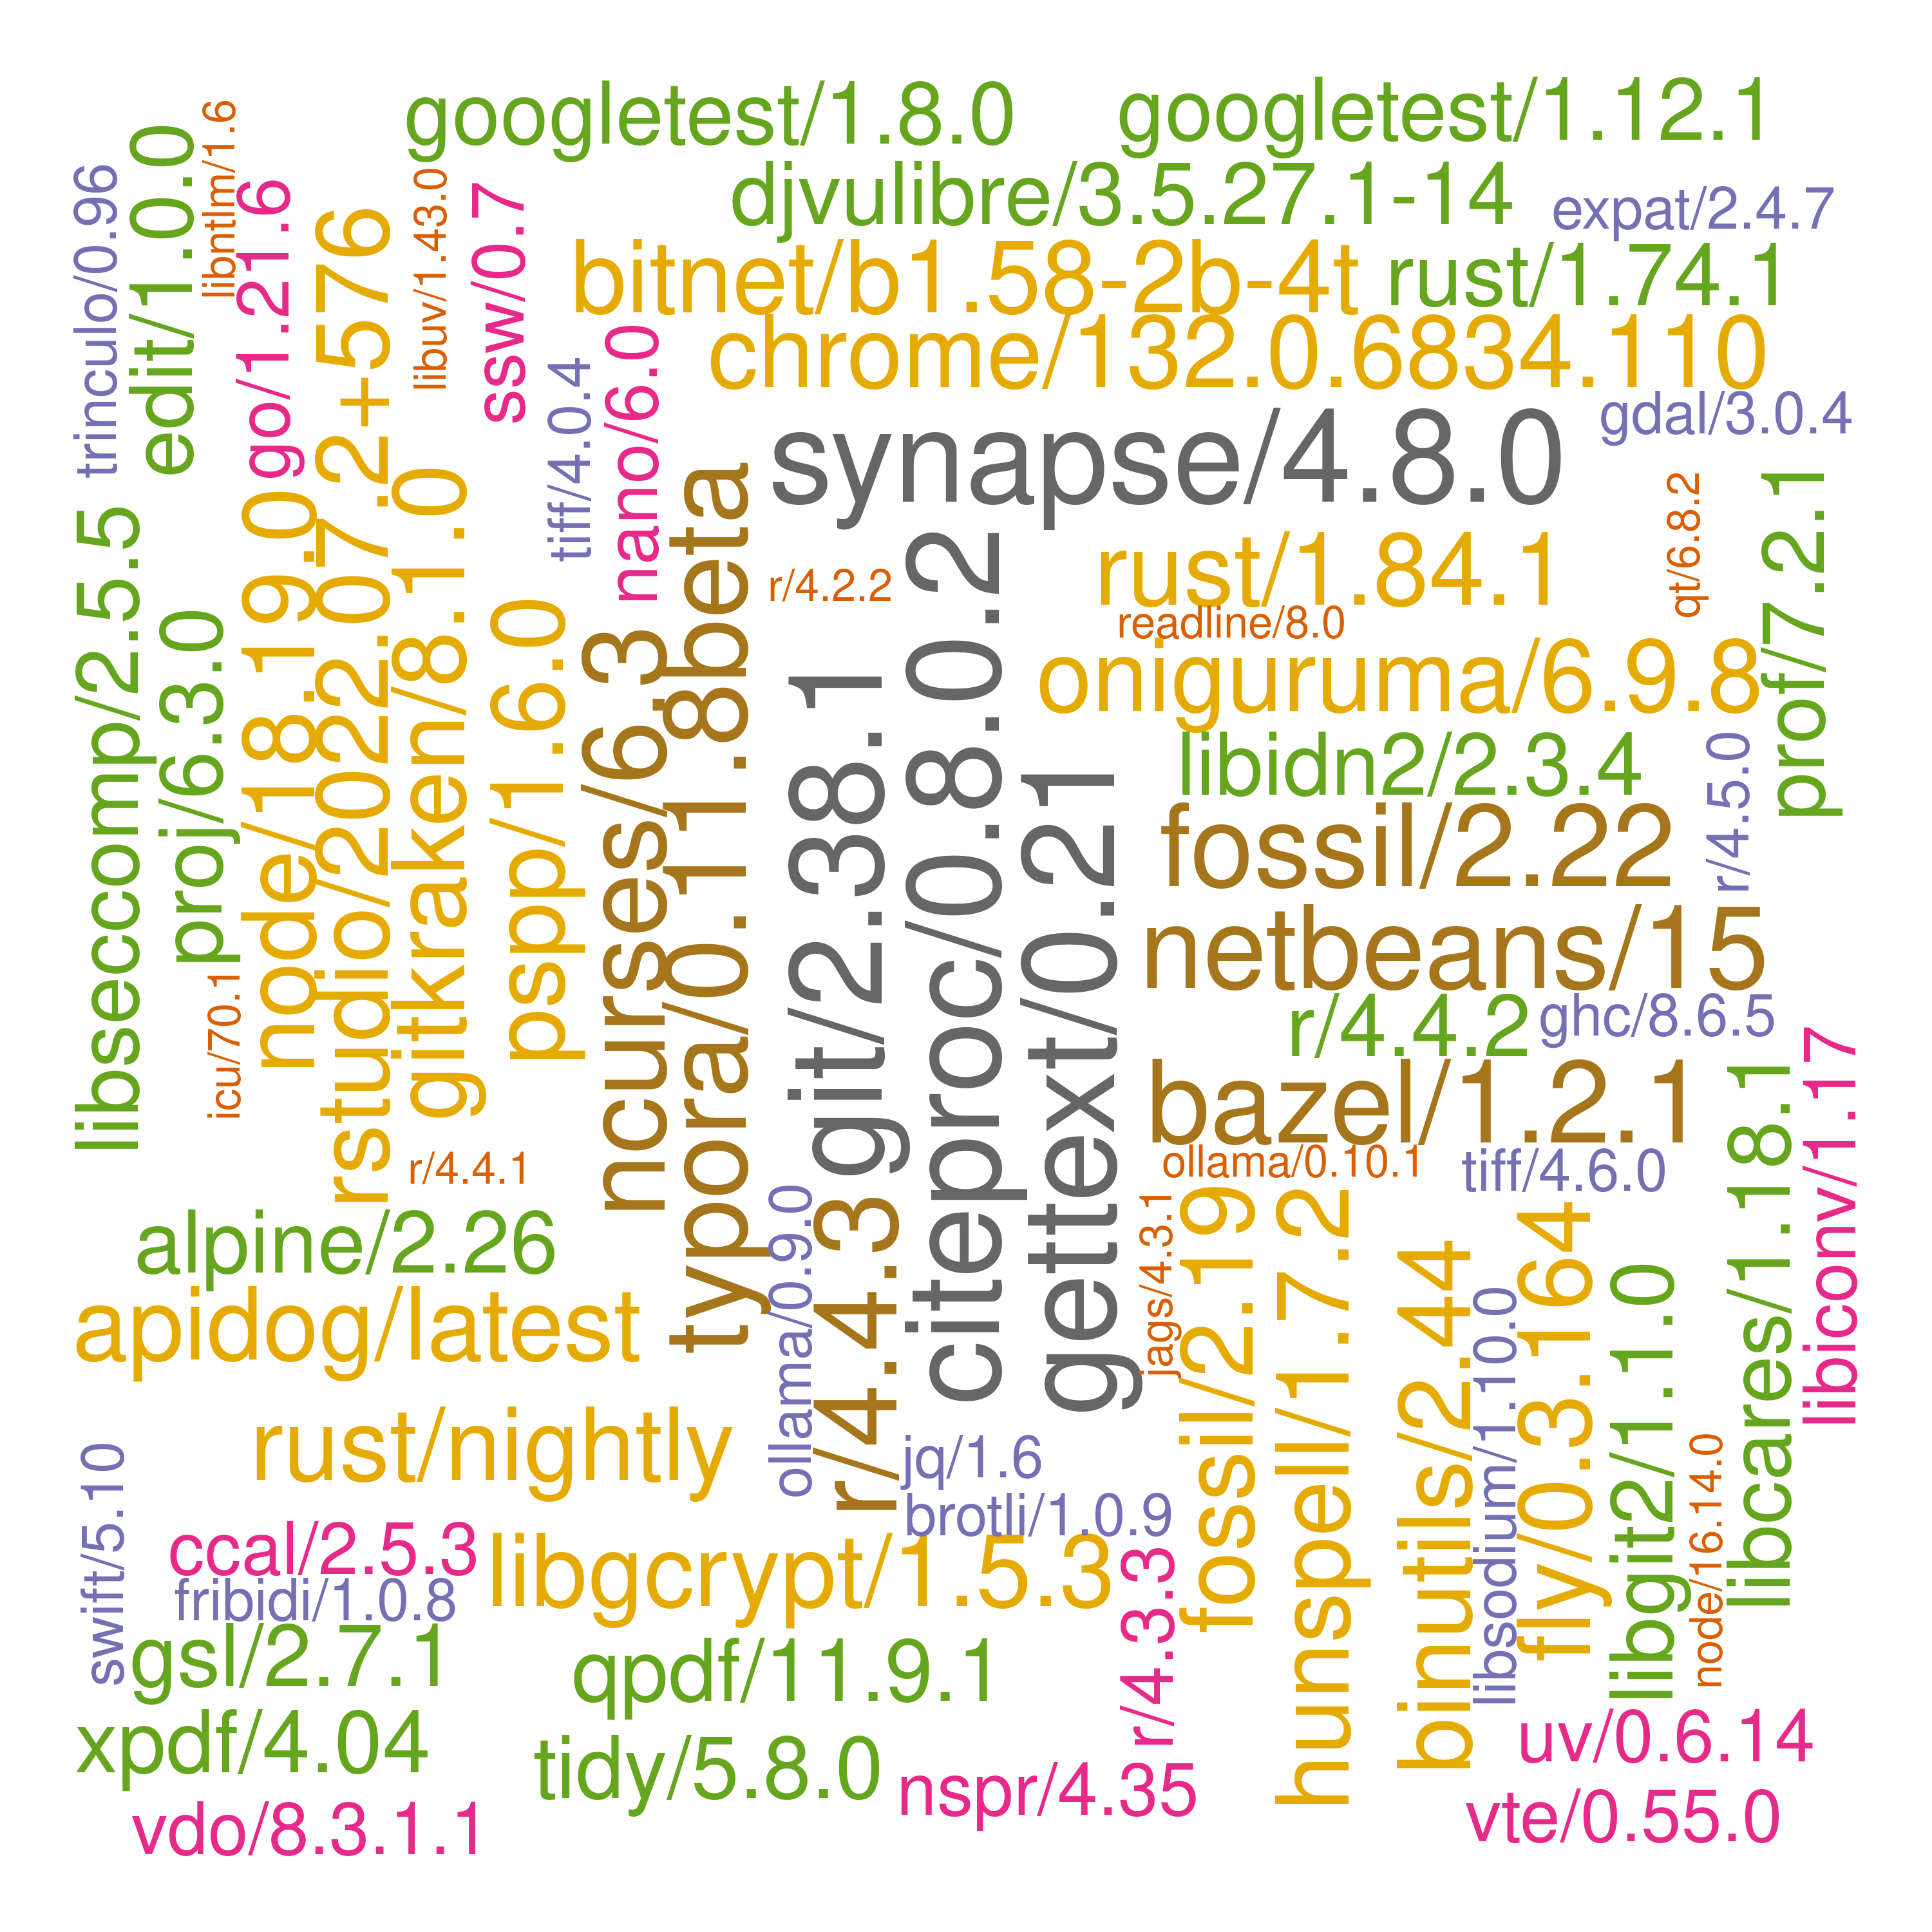 googletest/1.8.0
googletest/1.12.1
djvulibre/3.5.27.1-14
expat/2.4.7
bitnet/b1.58-2b-4t
rust/1.74.1
chrome/132.0.6834.110
gdal/3.0.4
synapse/4.8.0
trinculo/0.96
edit/1.0.0
libntlm/1.6
go/1.21.6
rstudio/2022.07.2+576
libuv/1.43.0
ssw/0.7
tiff/4.0.4
nano/6.0
r/4.2.2
rust/1.84.1
readline/8.0
qt/6.8.2
prof/7.2.1
oniguruma/6.9.8
libidn2/2.3.4
r/4.5.0
fossil/2.22
netbeans/15
r/4.4.2
ghc/8.6.5
bazel/1.2.1
ollama/0.10.1
tiff/4.6.0
libseccomp/2.5.5
proj/6.3.0
icu/70.1
node/18.19.0
gitkraken/8.1.0
pspp/1.6.0
ncurses/6.3
typora/0.11.8beta
git/2.38.1
citeproc/0.8.0.2
gettext/0.21
r/4.4.1
alpine/2.26
apidog/latest
rust/nightly
ollama/0.9.0
r/4.4.3
jq/1.6
brotli/1.0.9
jags/4.3.1
fossil/2.19
hunspell/1.7.2
binutils/2.44
libsodium/1.10.0
fly/0.3.164
libgit2/1.1.0
node/16.14.0
libcares/1.18.1
libiconv/1.17
swift/5.10
ccal/2.5.3
fribidi/1.0.8
libgcrypt/1.5.3
gsl/2.7.1
qpdf/11.9.1
r/4.3.3
xpdf/4.04
tidy/5.8.0
nspr/4.35
uv/0.6.14
vdo/8.3.1.1
vte/0.55.0